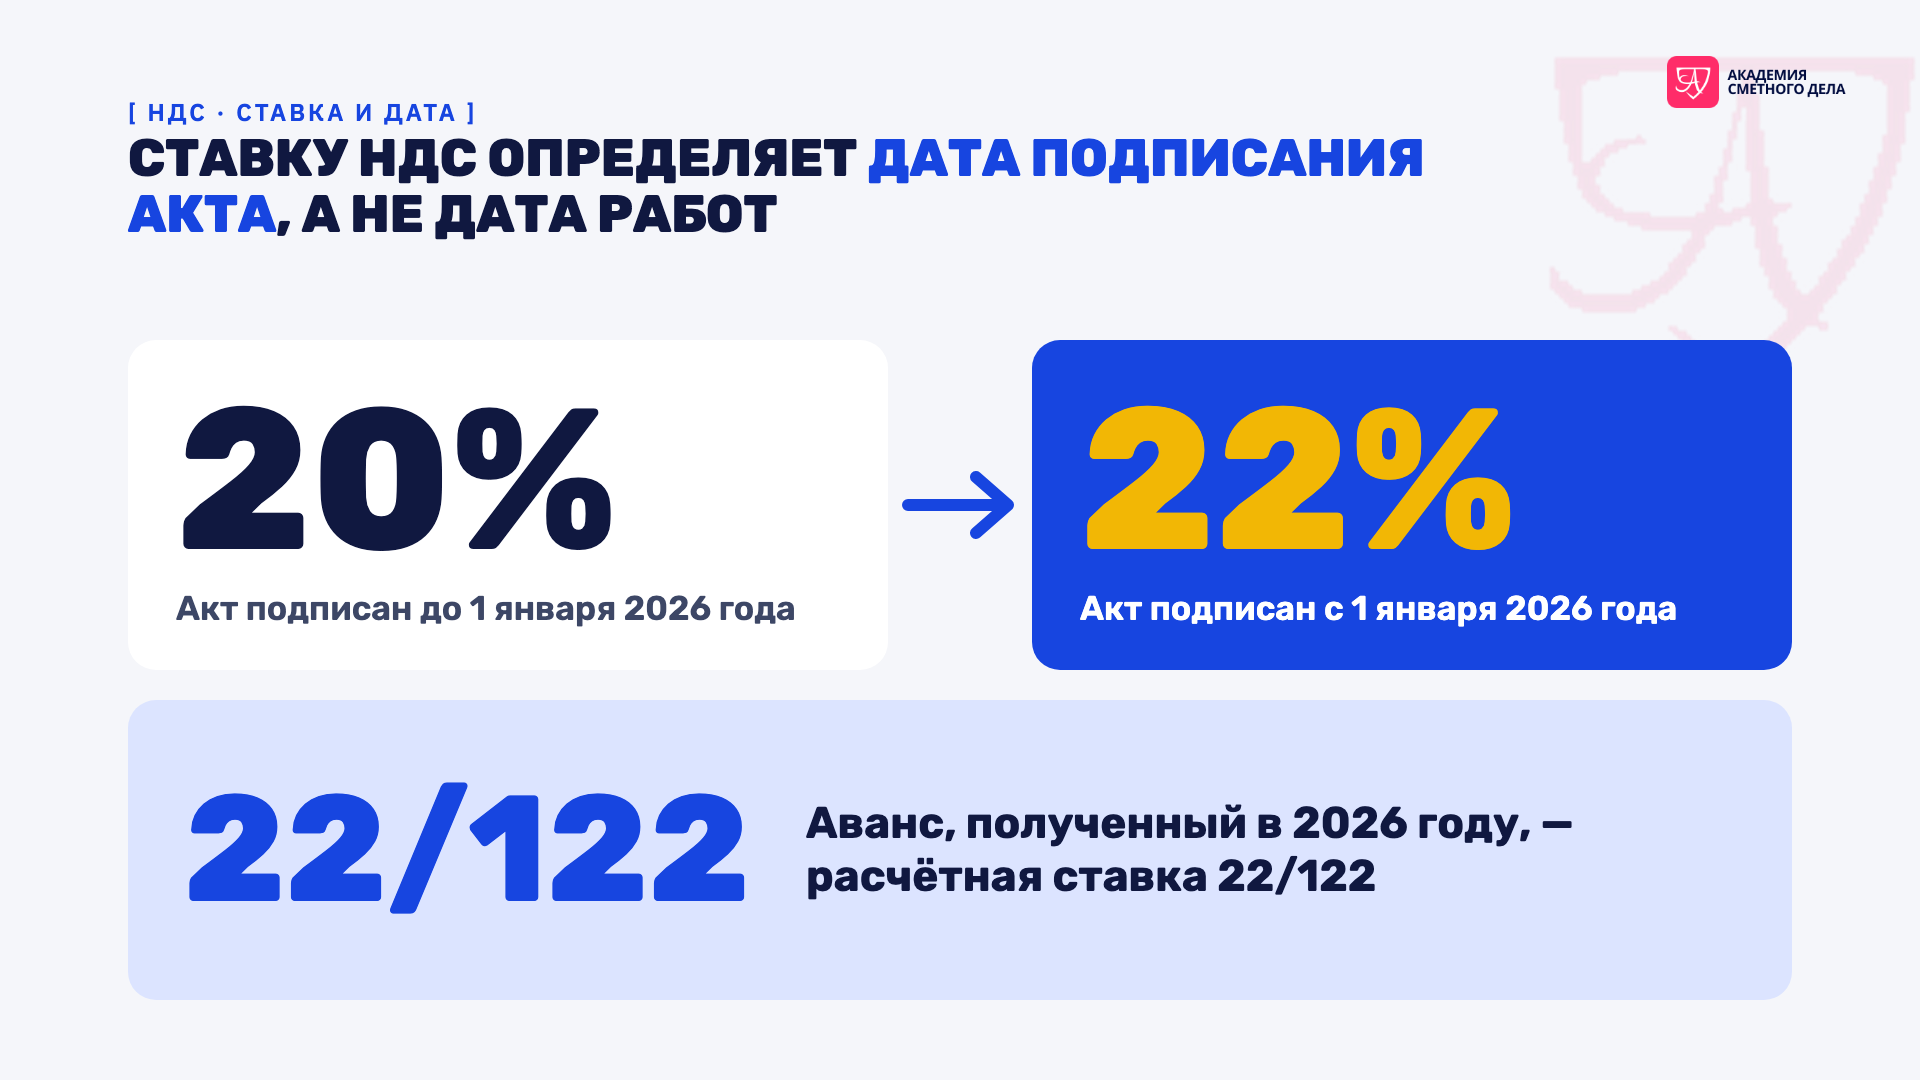 [ НДС · СТАВКА И ДАТА ]
СТАВКУ НДС ОПРЕДЕЛЯЕТ ДАТА ПОДПИСАНИЯ
АКТА, А НЕ ДАТА РАБОТ
АКАДЕМИЯ
СМЕТНОГО ДЕЛА
20%
Акт подписан до 1 января 2026 года
22%
Акт подписан с 1 января 2026 года
22/122
Аванс, полученный в 2026 году, —
расчётная ставка 22/122